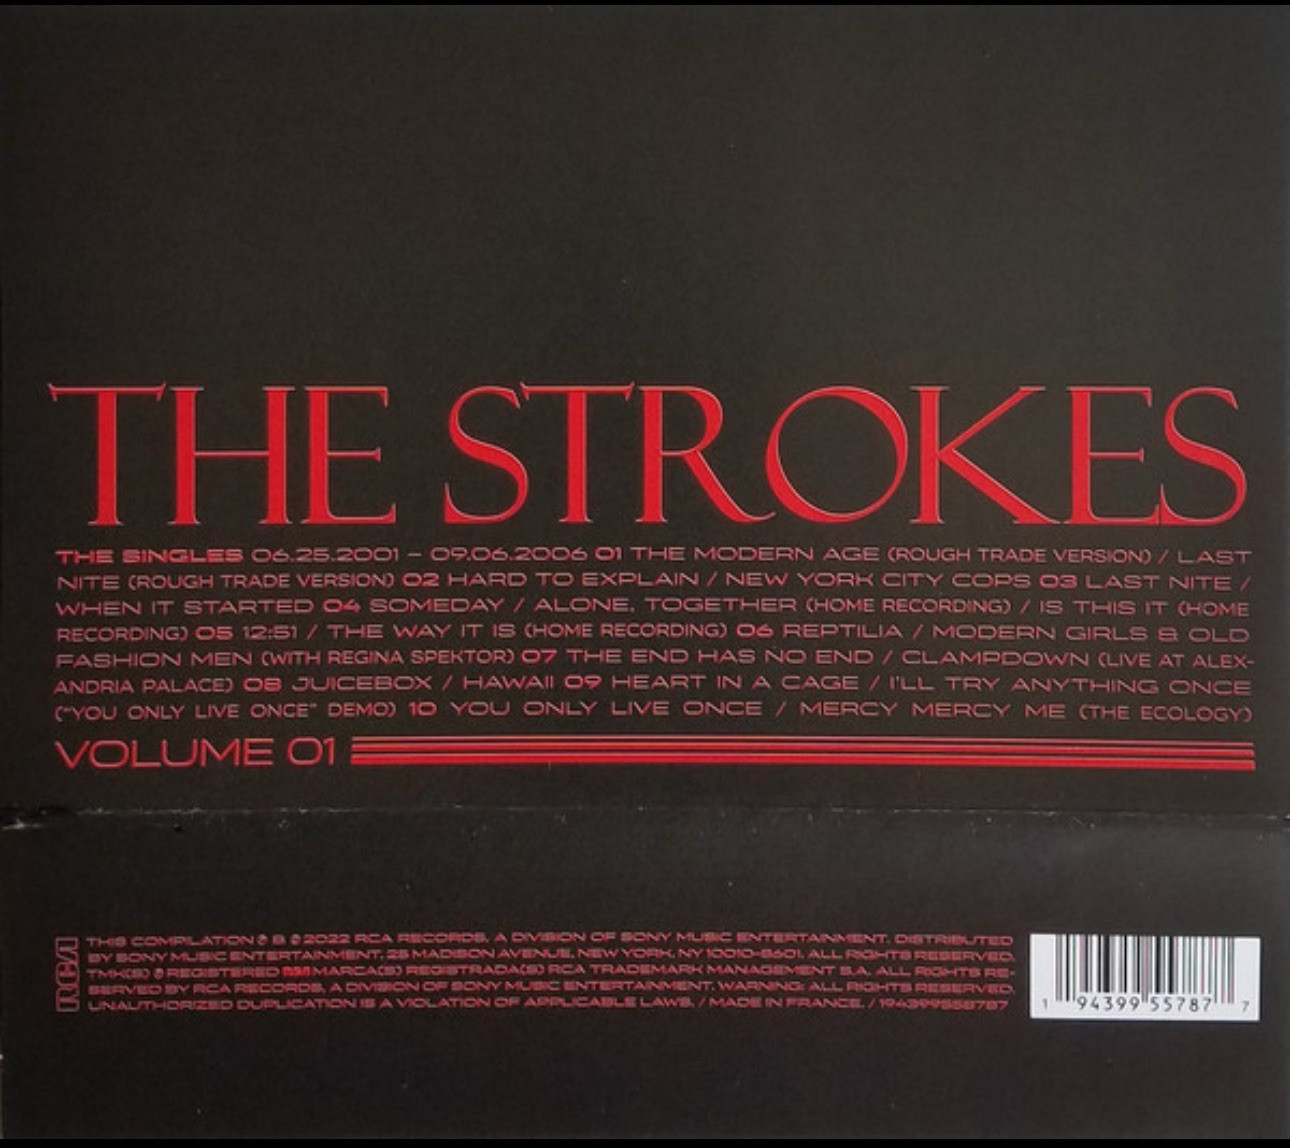 THE STROKES
THE SINGLES 06.25.2001 – 09.06.2006 01 THE MODERN AGE (ROUGH TRADE VERSION) / LAST
NITE (ROUGH TRADE VERSION) 02 HARD TO EXPLAIN / NEW YORK CITY COPS 03 LAST NITE /
WHEN IT STARTED 04 SOMEDAY / ALONE, TOGETHER (HOME RECORDING) / IS THIS IT (HOME
RECORDING) 05 12:51 / THE WAY IT IS (HOME RECORDING) 06 REPTILIA / MODERN GIRLS & OLD
FASHION MEN (WITH REGINA SPEKTOR) 07 THE END HAS NO END / CLAMPDOWN (LIVE AT ALEX-
ANDRIA PALACE) 08 JUICEBOX / HAWAII 09 HEART IN A CAGE / I'LL TRY ANYTHING ONCE
("YOU ONLY LIVE ONCE" DEMO) 10 YOU ONLY LIVE ONCE / MERCY MERCY ME (THE ECOLOGY)
VOLUME 01
RCA
THIS COMPILATION ℗ & © 2022 RCA RECORDS, A DIVISION OF SONY MUSIC ENTERTAINMENT. DISTRIBUTED
BY SONY MUSIC ENTERTAINMENT, 25 MADISON AVENUE, NEW YORK, NY 10010-8601. ALL RIGHTS RESERVED.
TMK(S) ® REGISTERED MARCA(S) REGISTRADA(S) RCA TRADEMARK MANAGEMENT S.A. ALL RIGHTS RE-
SERVED BY RCA RECORDS, A DIVISION OF SONY MUSIC ENTERTAINMENT. WARNING: ALL RIGHTS RESERVED.
UNAUTHORIZED DUPLICATION IS A VIOLATION OF APPLICABLE LAWS. / MADE IN FRANCE. / 19439955787
1 94399 55787 7